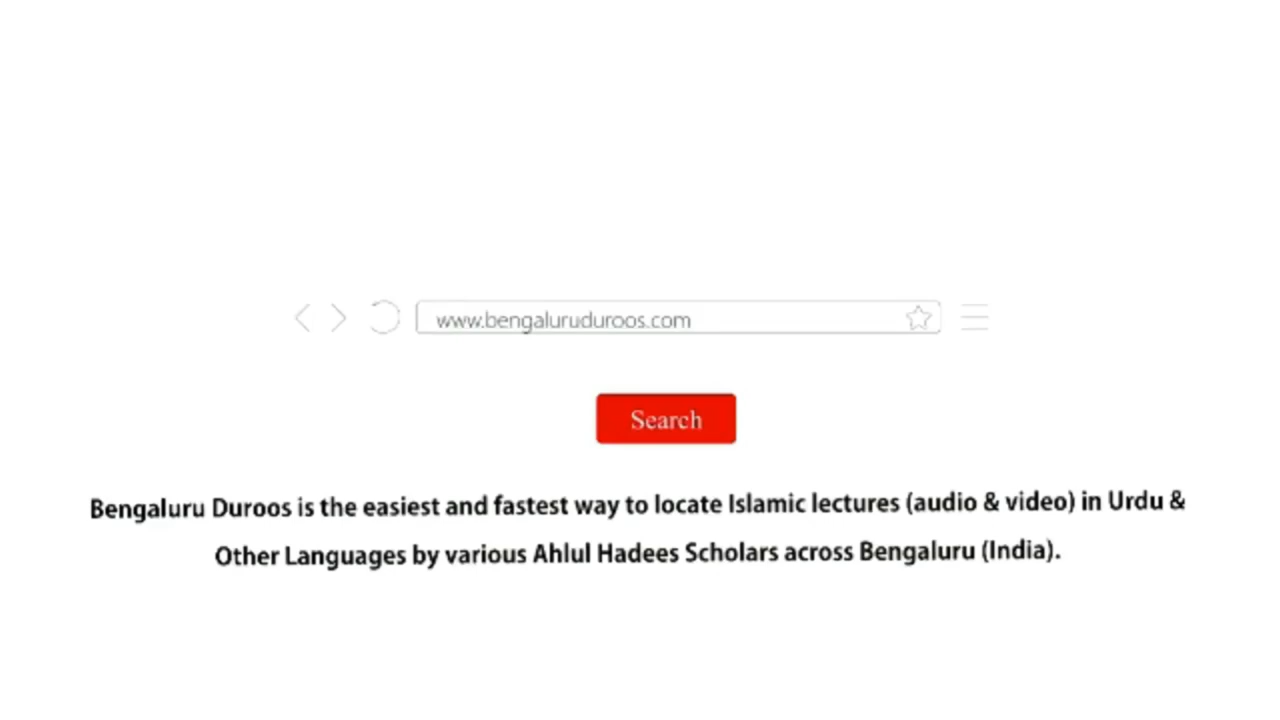 www.bengaluruduroos.com
Search
Bengaluru Duroos is the easiest and fastest way to locate Islamic lectures (audio & video) in Urdu &
Other Languages by various Ahlul Hadees Scholars across Bengaluru (India).